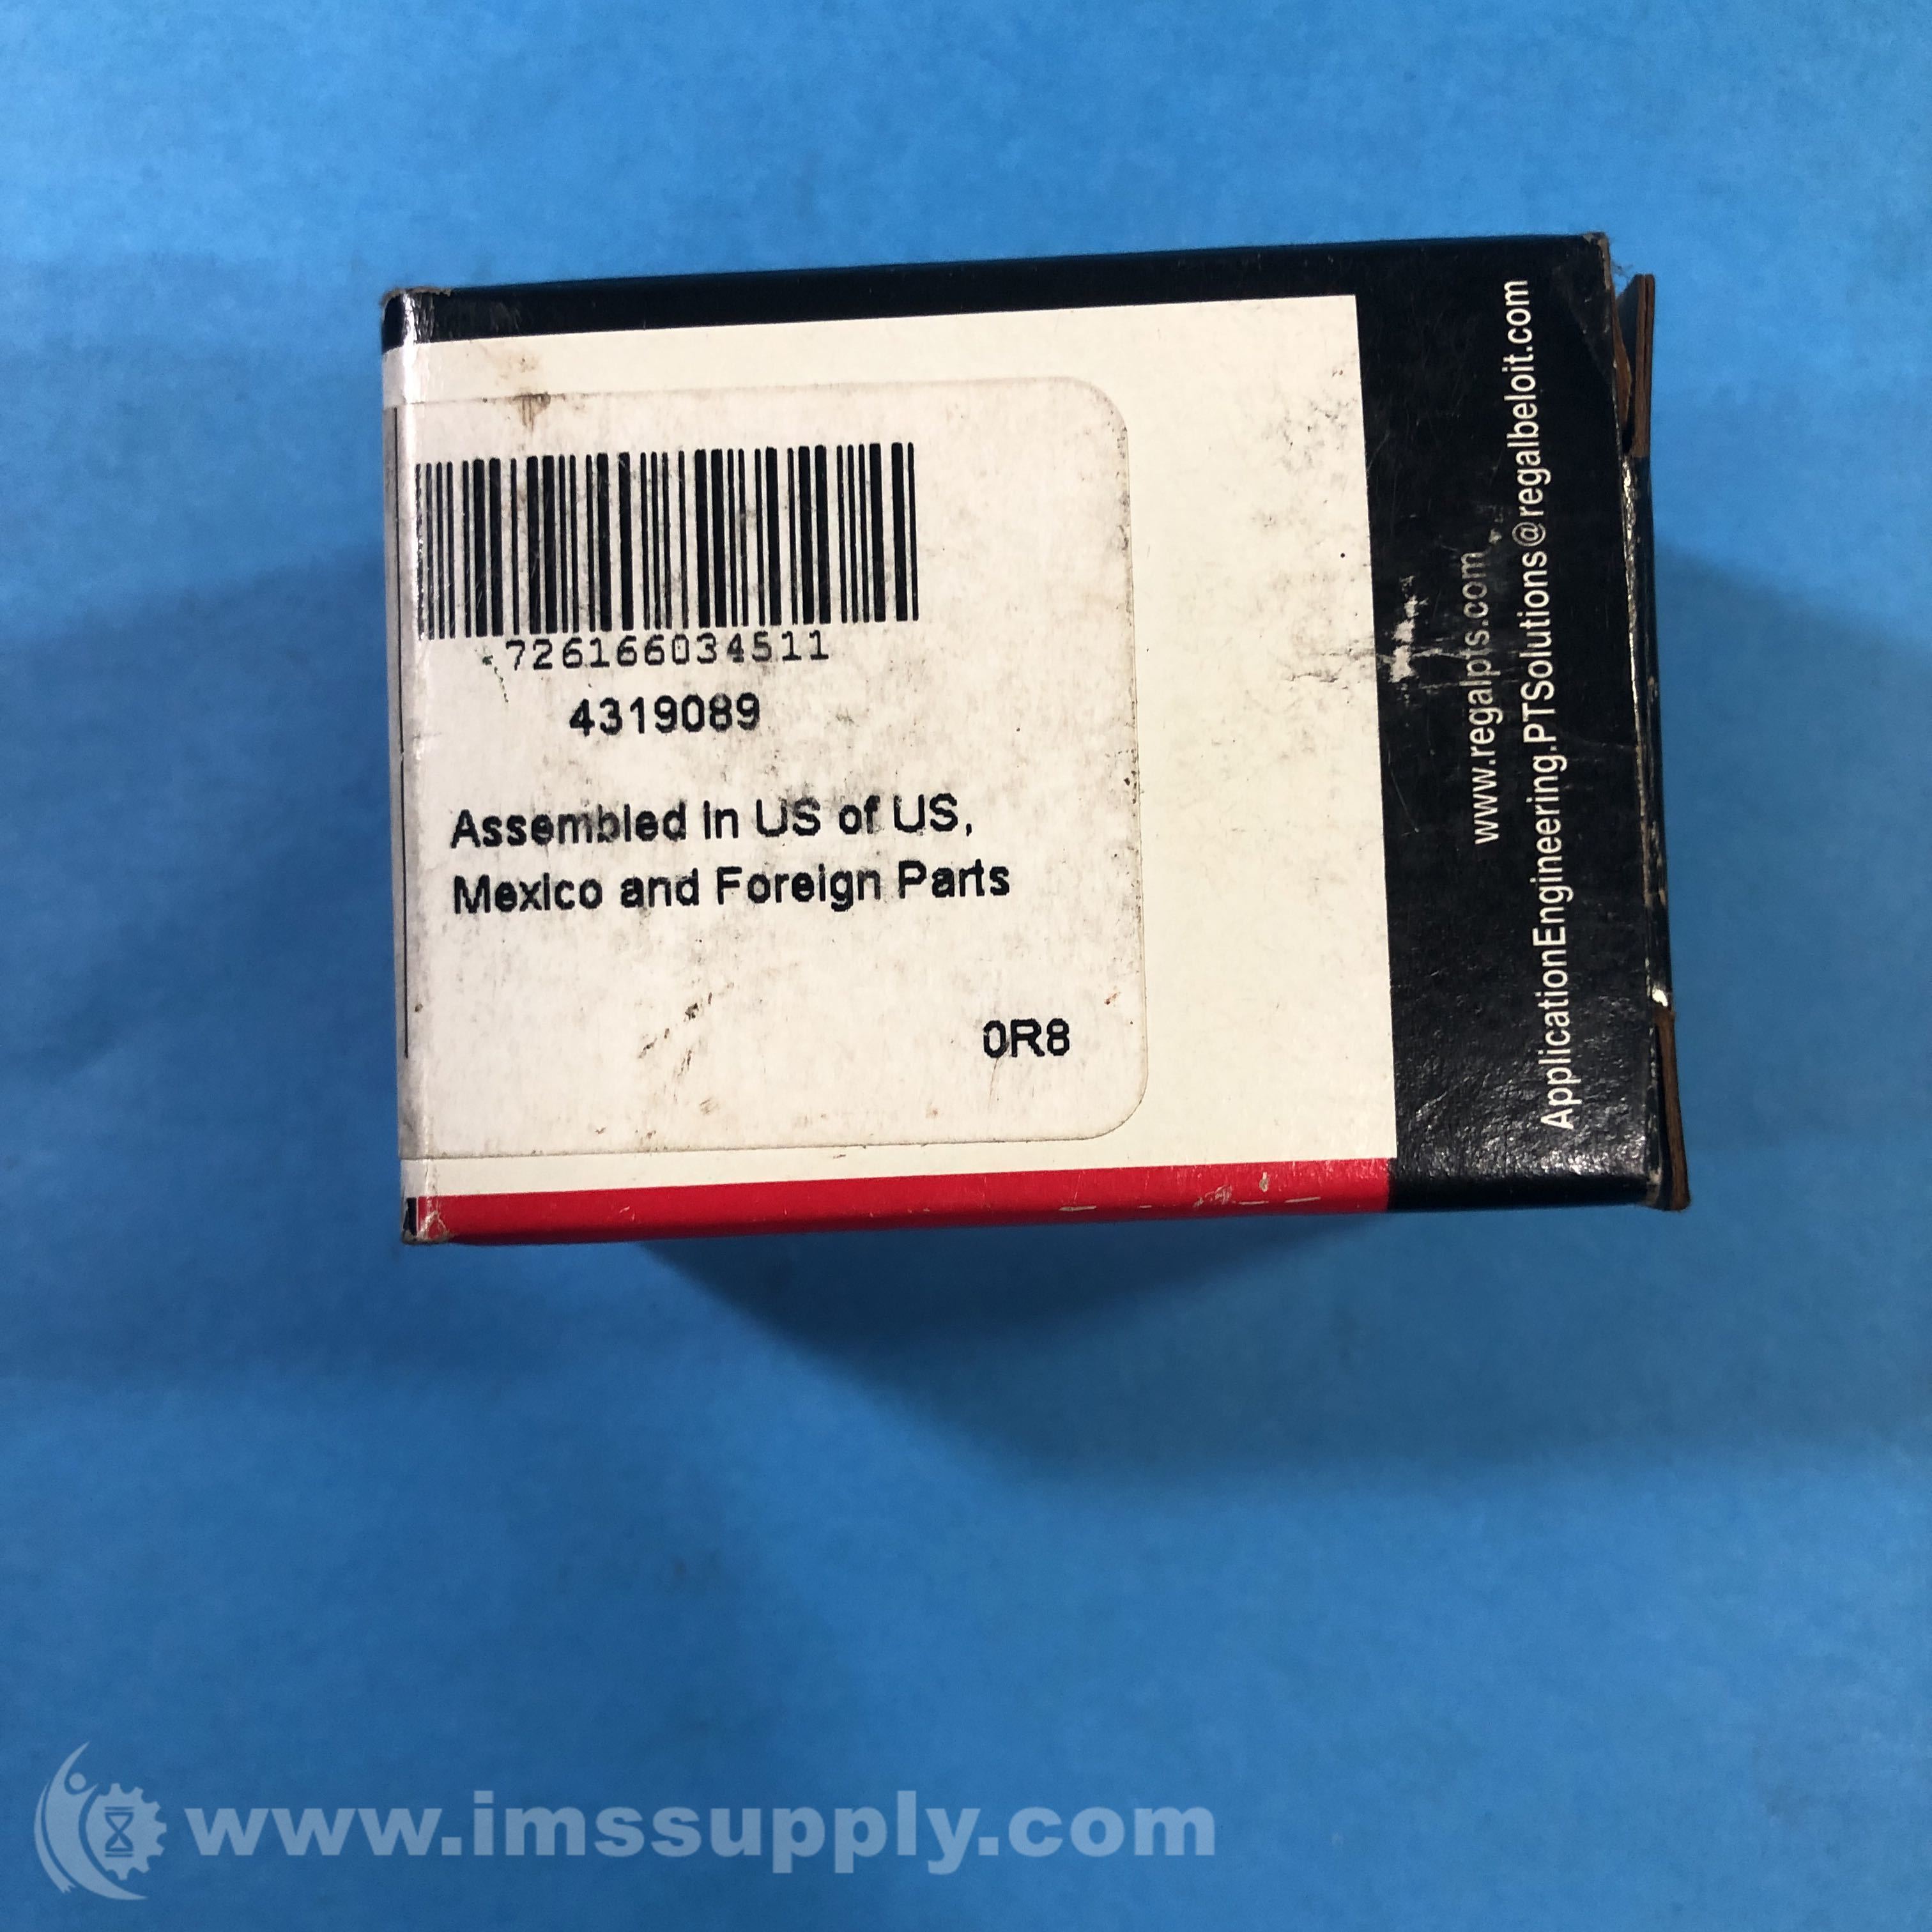 726166034511
4319089
Assembled in US of US,
Mexico and Foreign Parts
0R8
www.regalpts.com
ApplicationEngineering.PTSolutions@regalbeloit.com
www.imssupply.com